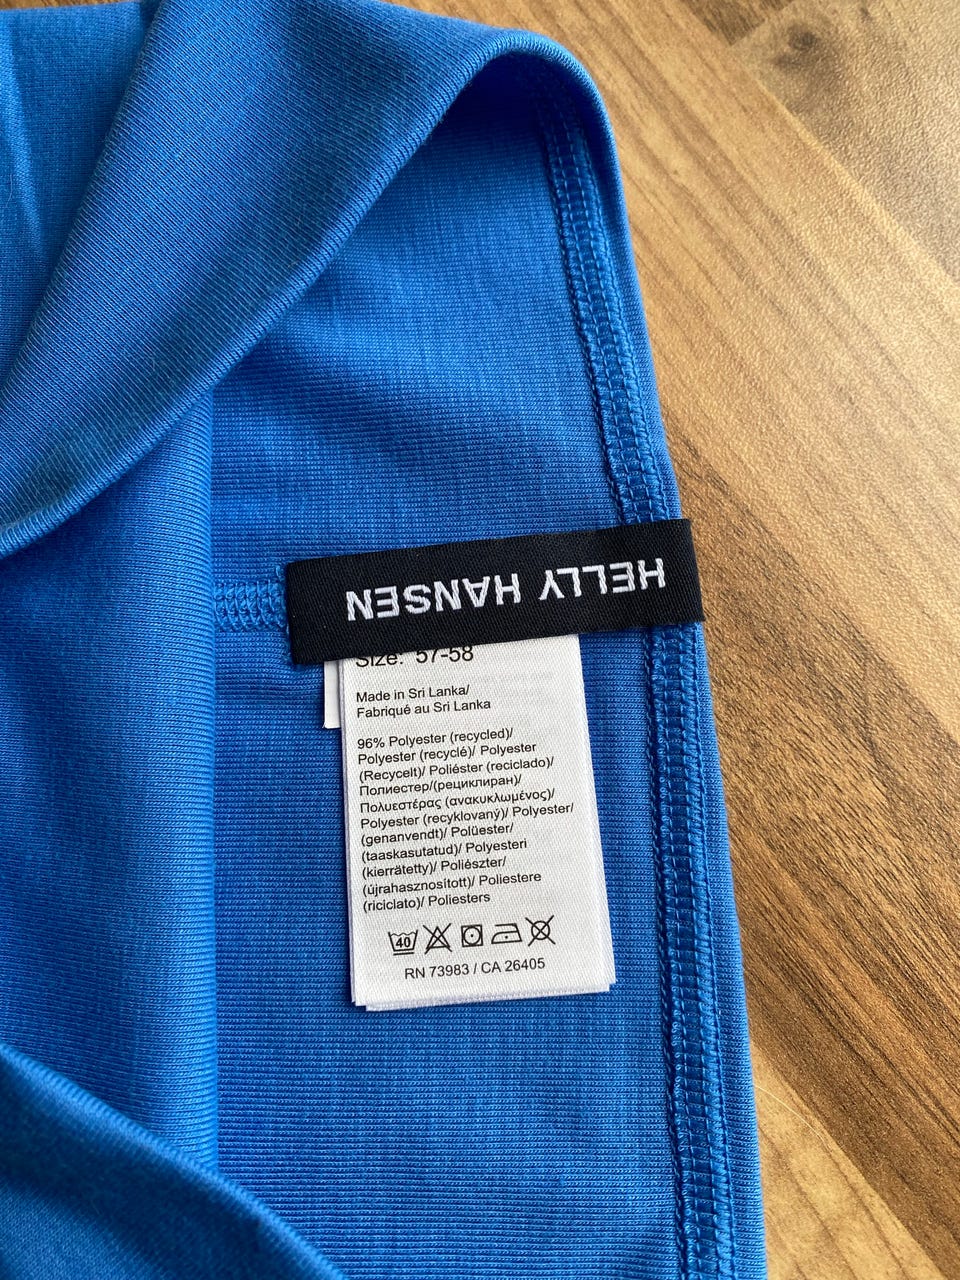 HELLY HANSEN
Size: 57-58
Made in Sri Lanka/
Fabriqué au Sri Lanka
96% Polyester (recycled)/
Polyester (recyclé)/ Polyester
(Recycelt)/ Poliéster (reciclado)/
Полиестер/(рециклиран)/
Πολυεστέρας (ανακυκλωμένος)/
Polyester (recyklovaný)/ Polyester/
(genanvendt)/ Polüester/
(taaskasutatud)/ Polyesteri
(kierrätetty)/ Poliészter/
(újrahasznosított)/ Poliestere
(riciclato)/ Poliesters
40
RN 73983 / CA 26405